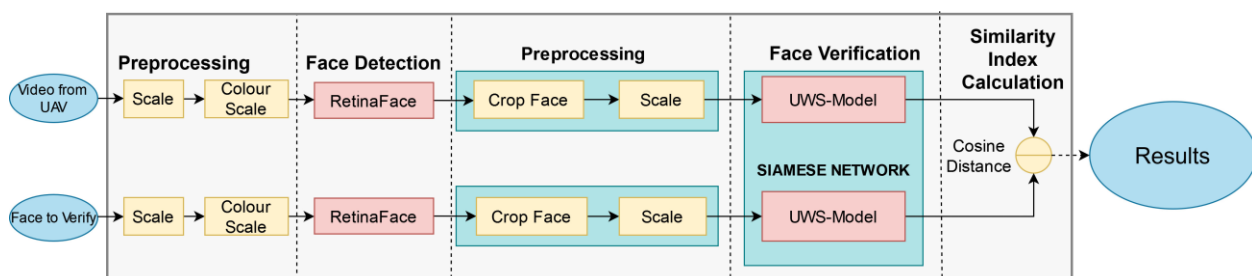 Preprocessing
Face Detection
Preprocessing
Face Verification
Similarity
Index
Calculation
Video from
UAV
Scale
Colour
Scale
RetinaFace
Crop Face
Scale
UWS-Model
Cosine
Distance
Results
SIAMESE NETWORK
Face to Verify
Scale
Colour
Scale
RetinaFace
Crop Face
Scale
UWS-Model